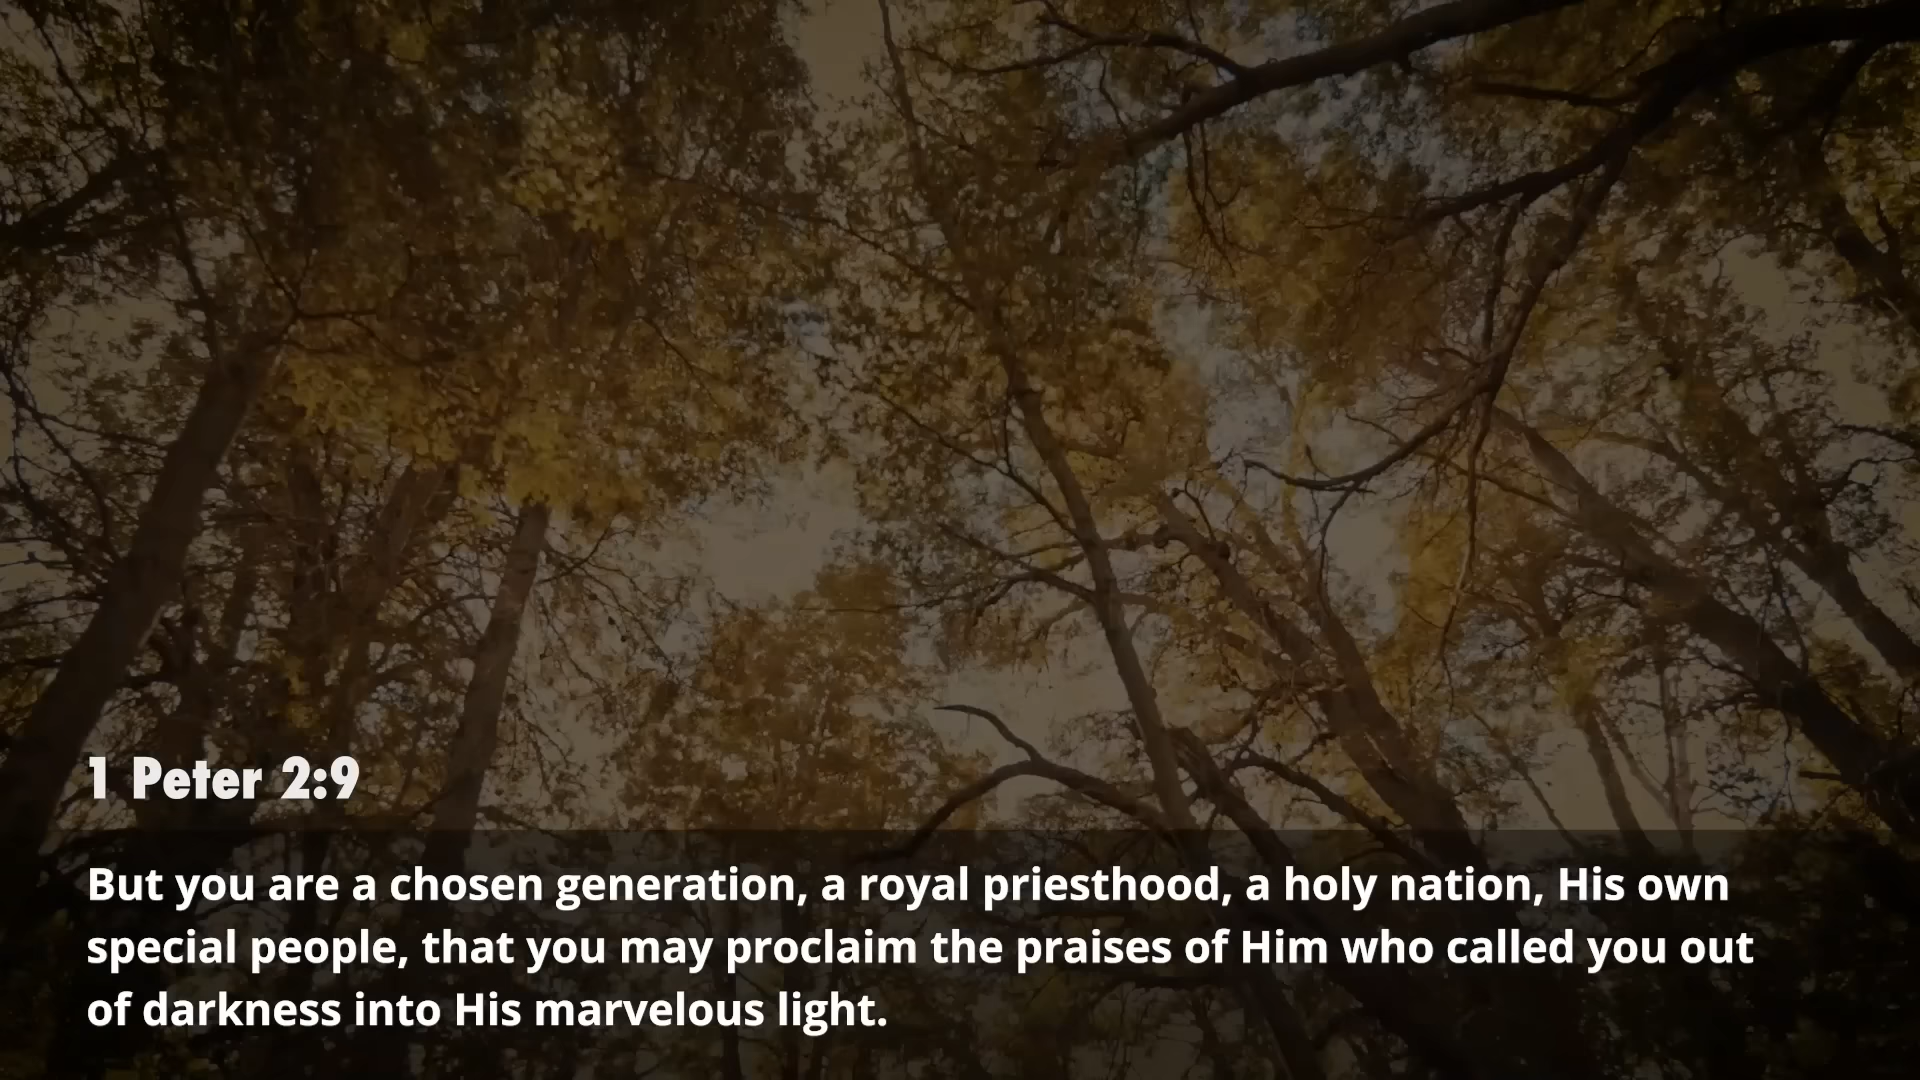 1 Peter 2:9
But you are a chosen generation, a royal priesthood, a holy nation, His own
special people, that you may proclaim the praises of Him who called you out
of darkness into His marvelous light.